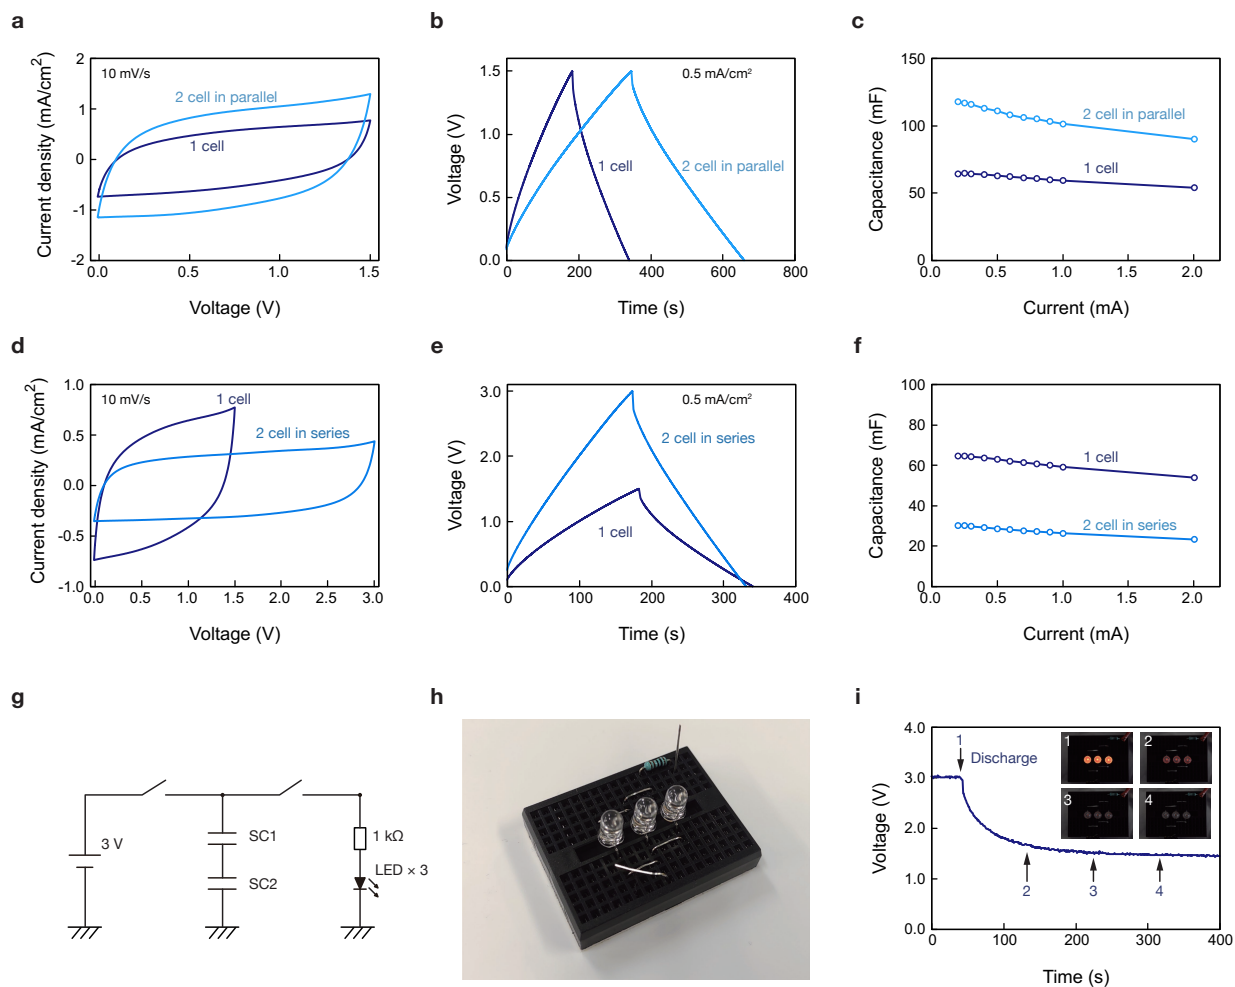 a
2
1
0
-1
-2
10 mV/s
2 cell in parallel
1 cell
0.0
0.5
1.0
1.5
Current density (mA/cm²)
Voltage (V)
b
1.5
1.0
0.5
0.0
0.5 mA/cm²
1 cell
2 cell in parallel
0
200
400
600
800
Voltage (V)
Time (s)
c
150
100
50
0
2 cell in parallel
1 cell
0.0
0.5
1.0
1.5
2.0
Capacitance (mF)
Current (mA)
d
1.0
0.5
0.0
-0.5
-1.0
10 mV/s
1 cell
2 cell in series
0.0
0.5
1.0
1.5
2.0
2.5
3.0
Current density (mA/cm²)
Voltage (V)
e
3.0
2.0
1.0
0.0
0.5 mA/cm²
2 cell in series
1 cell
0
100
200
300
400
Voltage (V)
Time (s)
f
100
80
60
40
20
0
1 cell
2 cell in series
0.0
0.5
1.0
1.5
2.0
Capacitance (mF)
Current (mA)
g
3 V
SC1
SC2
1 kΩ
LED × 3
h
i
4.0
3.0
2.0
1.0
0.0
1
Discharge
2
3
4
1
2
3
4
0
100
200
300
400
Voltage (V)
Time (s)